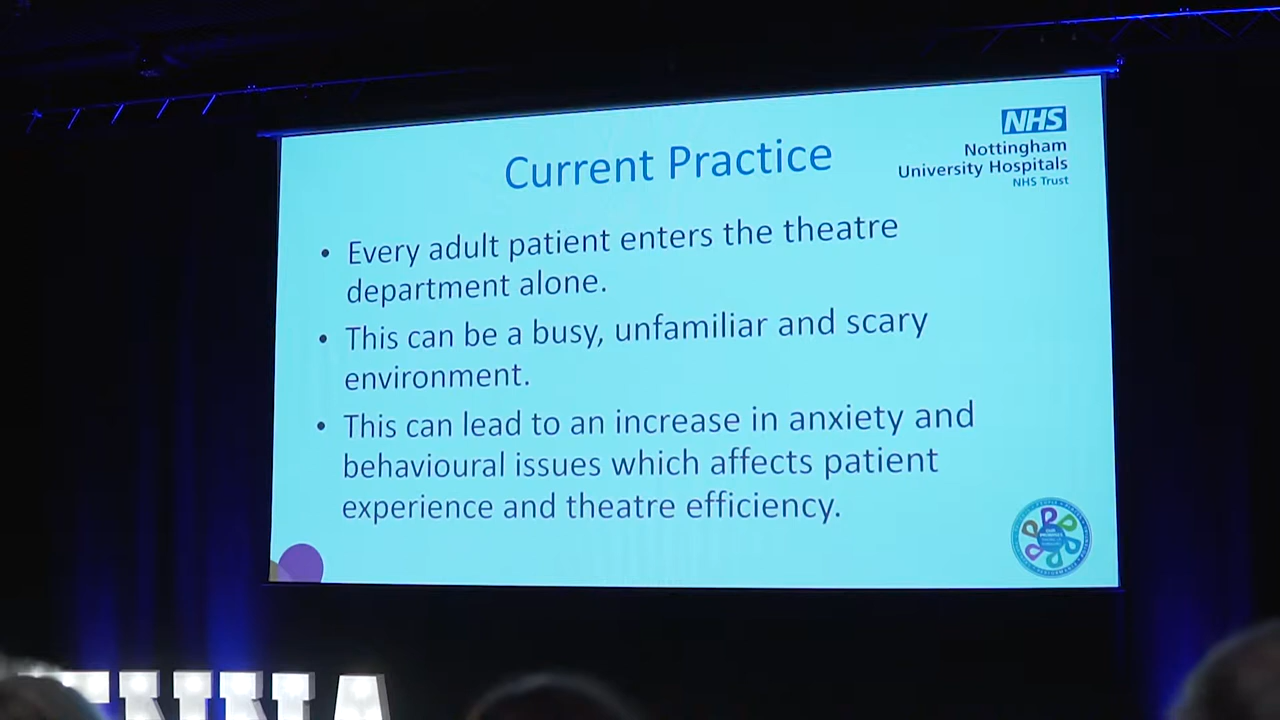 Current Practice
NHS
Nottingham
University Hospitals
NHS Trust
• Every adult patient enters the theatre
department alone.
• This can be a busy, unfamiliar and scary
environment.
• This can lead to an increase in anxiety and
behavioural issues which affects patient
experience and theatre efficiency.